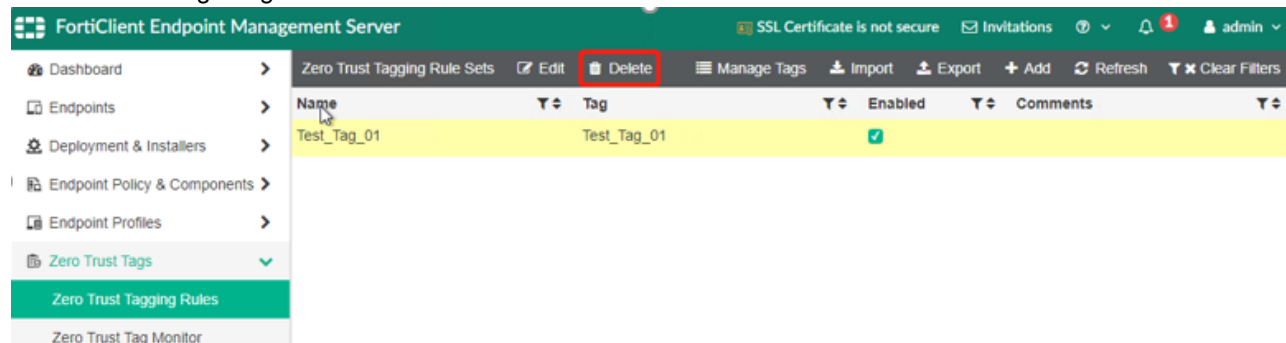 FortiClient Endpoint Management Server SSL Certificate is not secure Invitations 1 admin
Dashboard
Endpoints
Deployment & Installers
Endpoint Policy & Components
Endpoint Profiles
Zero Trust Tags
Zero Trust Tagging Rules
Zero Trust Tag Monitor
Zero Trust Tagging Rule Sets Edit Delete Manage Tags Import Export + Add Refresh Clear Filters
Name Tag Enabled Comments
Test_Tag_01 Test_Tag_01